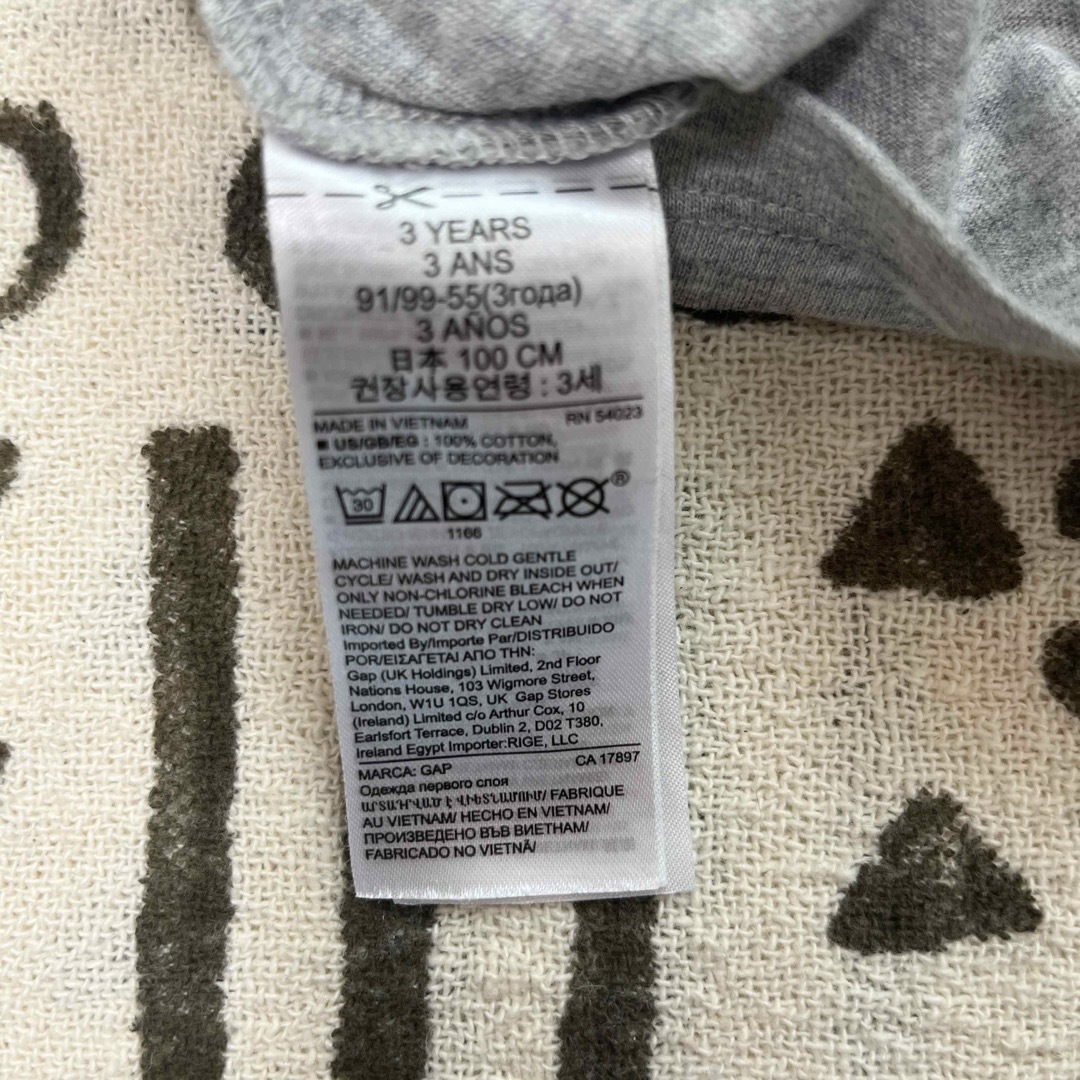 3 YEARS
3 ANS
91/99-55(3года)
3 AÑOS
日本 100 CM
권장사용연령 : 3세
MADE IN VIETNAM RN 54023
US/GB/EG : 100% COTTON,
EXCLUSIVE OF DECORATION
30
®
1166
MACHINE WASH COLD GENTLE
CYCLE/ WASH AND DRY INSIDE OUT/
ONLY NON-CHLORINE BLEACH WHEN
NEEDED/ TUMBLE DRY LOW/ DO NOT
IRON/ DO NOT DRY CLEAN
Imported By/Importe Par/DISTRIBUIDO
POR/ΕΙΣΑΓΕΤΑΙ ΑΠΟ ΤΗΝ:
Gap (UK Holdings) Limited, 2nd Floor
Nations House, 103 Wigmore Street,
London, W1U 1QS, UK Gap Stores
(Ireland) Limited c/o Arthur Cox, 10
Earlsfort Terrace, Dublin 2, D02 T380,
Ireland Egypt Importer:RIGE, LLC
MARCA: GAP CA 17897
Одежда первого слоя
ԱՐՏԱԴՐՎԱԾ Է ՎԻԵՏՆԱՄՈՒՄ/ FABRIQUE
AU VIETNAM/ HECHO EN VIETNAM/
ПРОИЗВЕДЕНО ВЪВ ВИЕТНАМ/
FABRICADO NO VIETNÃ/